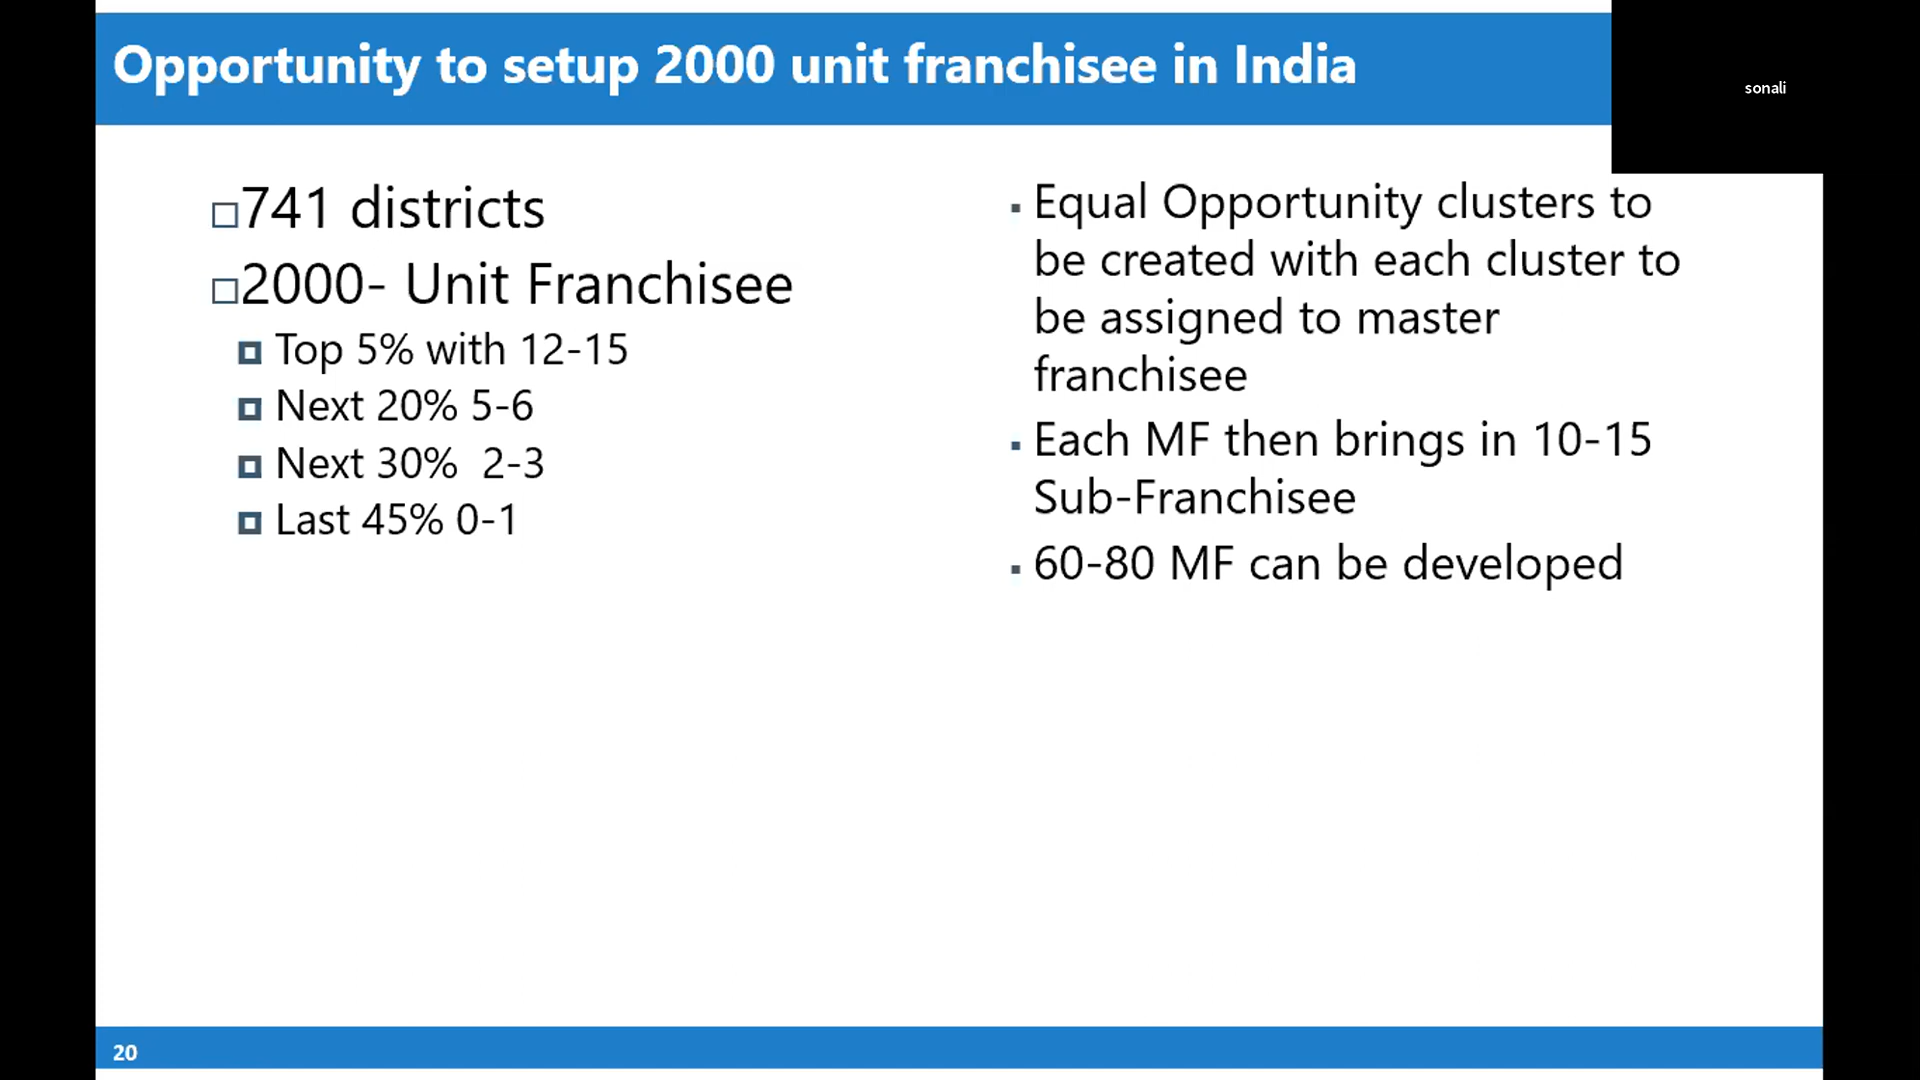 Opportunity to setup 2000 unit franchisee in India
sonali
741 districts
2000- Unit Franchisee
Top 5% with 12-15
Next 20% 5-6
Next 30%  2-3
Last 45% 0-1
Equal Opportunity clusters to
be created with each cluster to
be assigned to master
franchisee
Each MF then brings in 10-15
Sub-Franchisee
60-80 MF can be developed
20